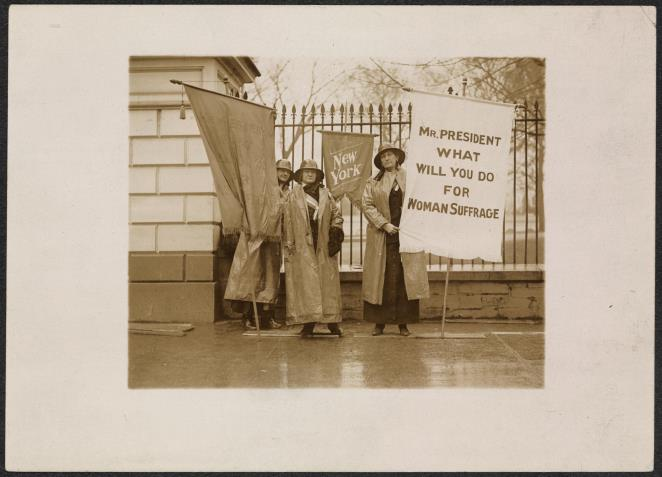 New
York
MR. PRESIDENT
WHAT
WILL YOU DO
FOR
WOMAN SUFFRAGE